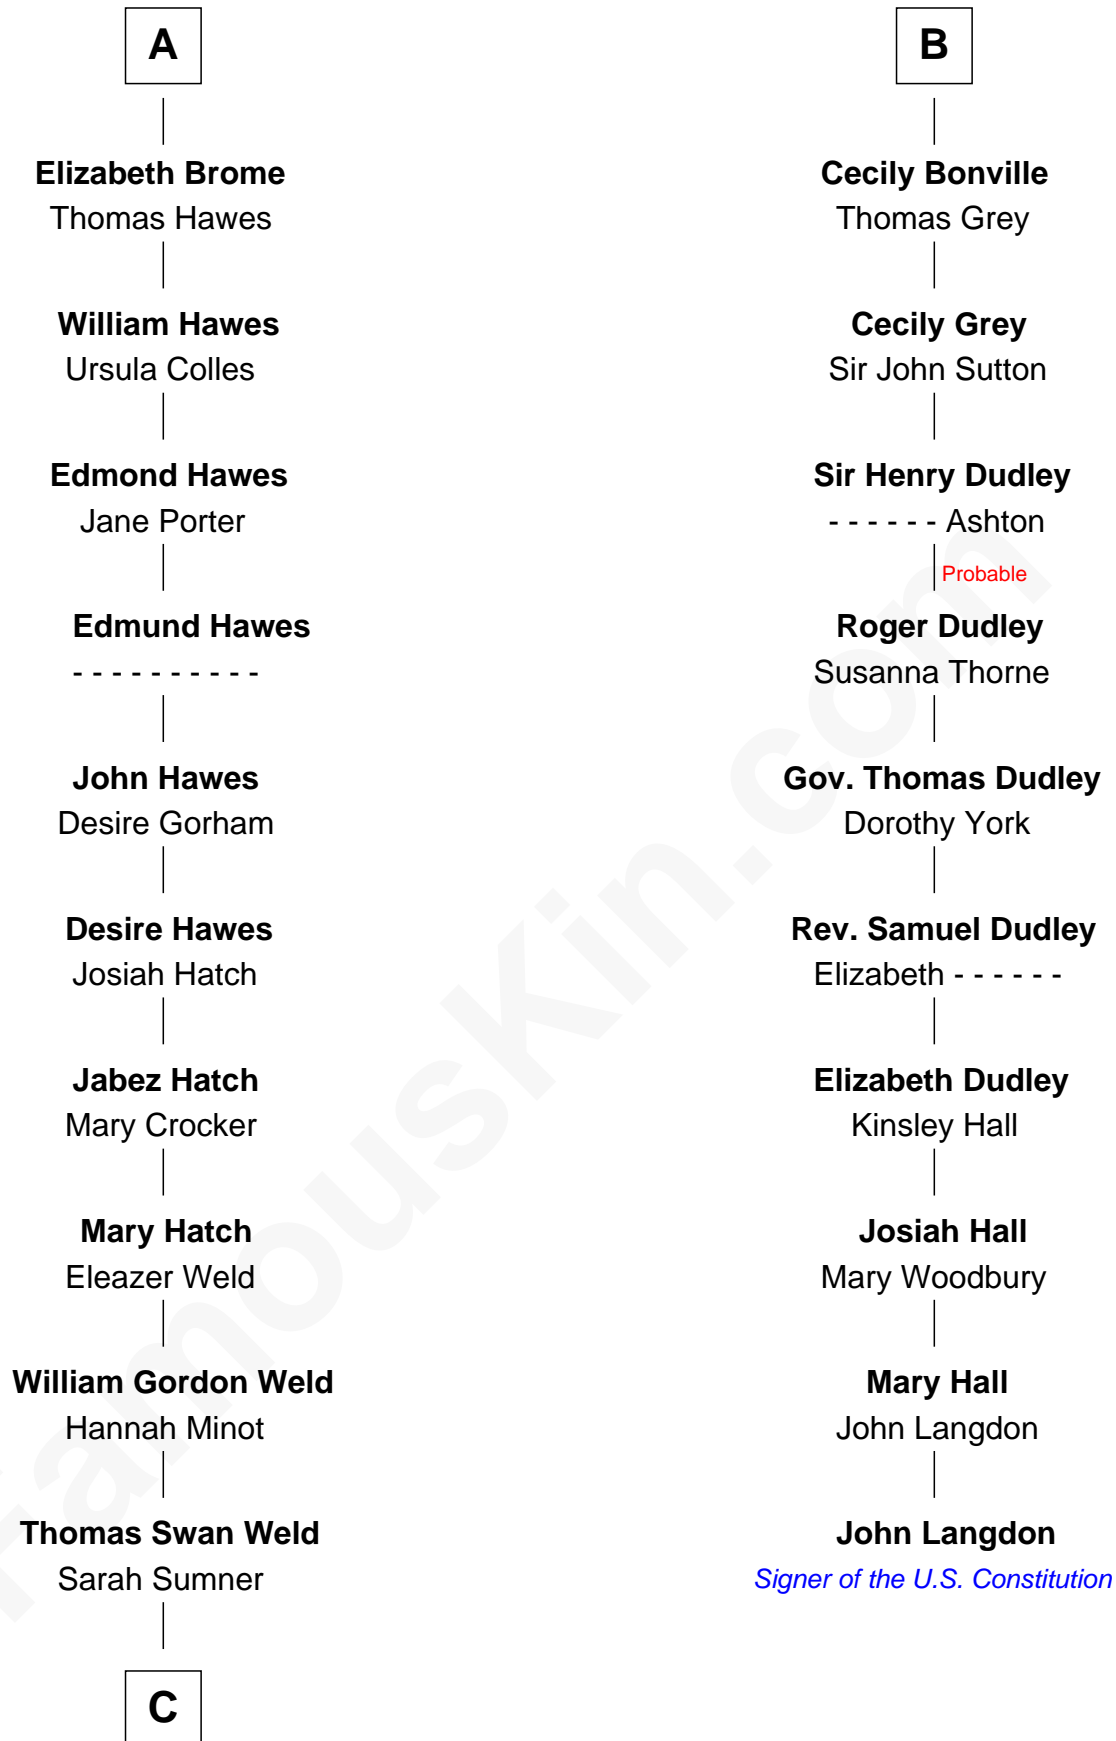 A
Elizabeth Brome
Thomas Hawes
William Hawes
Ursula Colles
Edmond Hawes
Jane Porter
Edmund Hawes
- - - - - - - - - -
John Hawes
Desire Gorham
Desire Hawes
Josiah Hatch
Jabez Hatch
Mary Crocker
Mary Hatch
Eleazer Weld
William Gordon Weld
Hannah Minot
Thomas Swan Weld
Sarah Sumner
C
B
Cecily Bonville
Thomas Grey
Cecily Grey
Sir John Sutton
Sir Henry Dudley
- - - - - - Ashton
Probable
Roger Dudley
Susanna Thorne
Gov. Thomas Dudley
Dorothy York
Rev. Samuel Dudley
Elizabeth - - - - - -
Elizabeth Dudley
Kinsley Hall
Josiah Hall
Mary Woodbury
Mary Hall
John Langdon
John Langdon
Signer of the U.S. Constitution
FamousKin.com